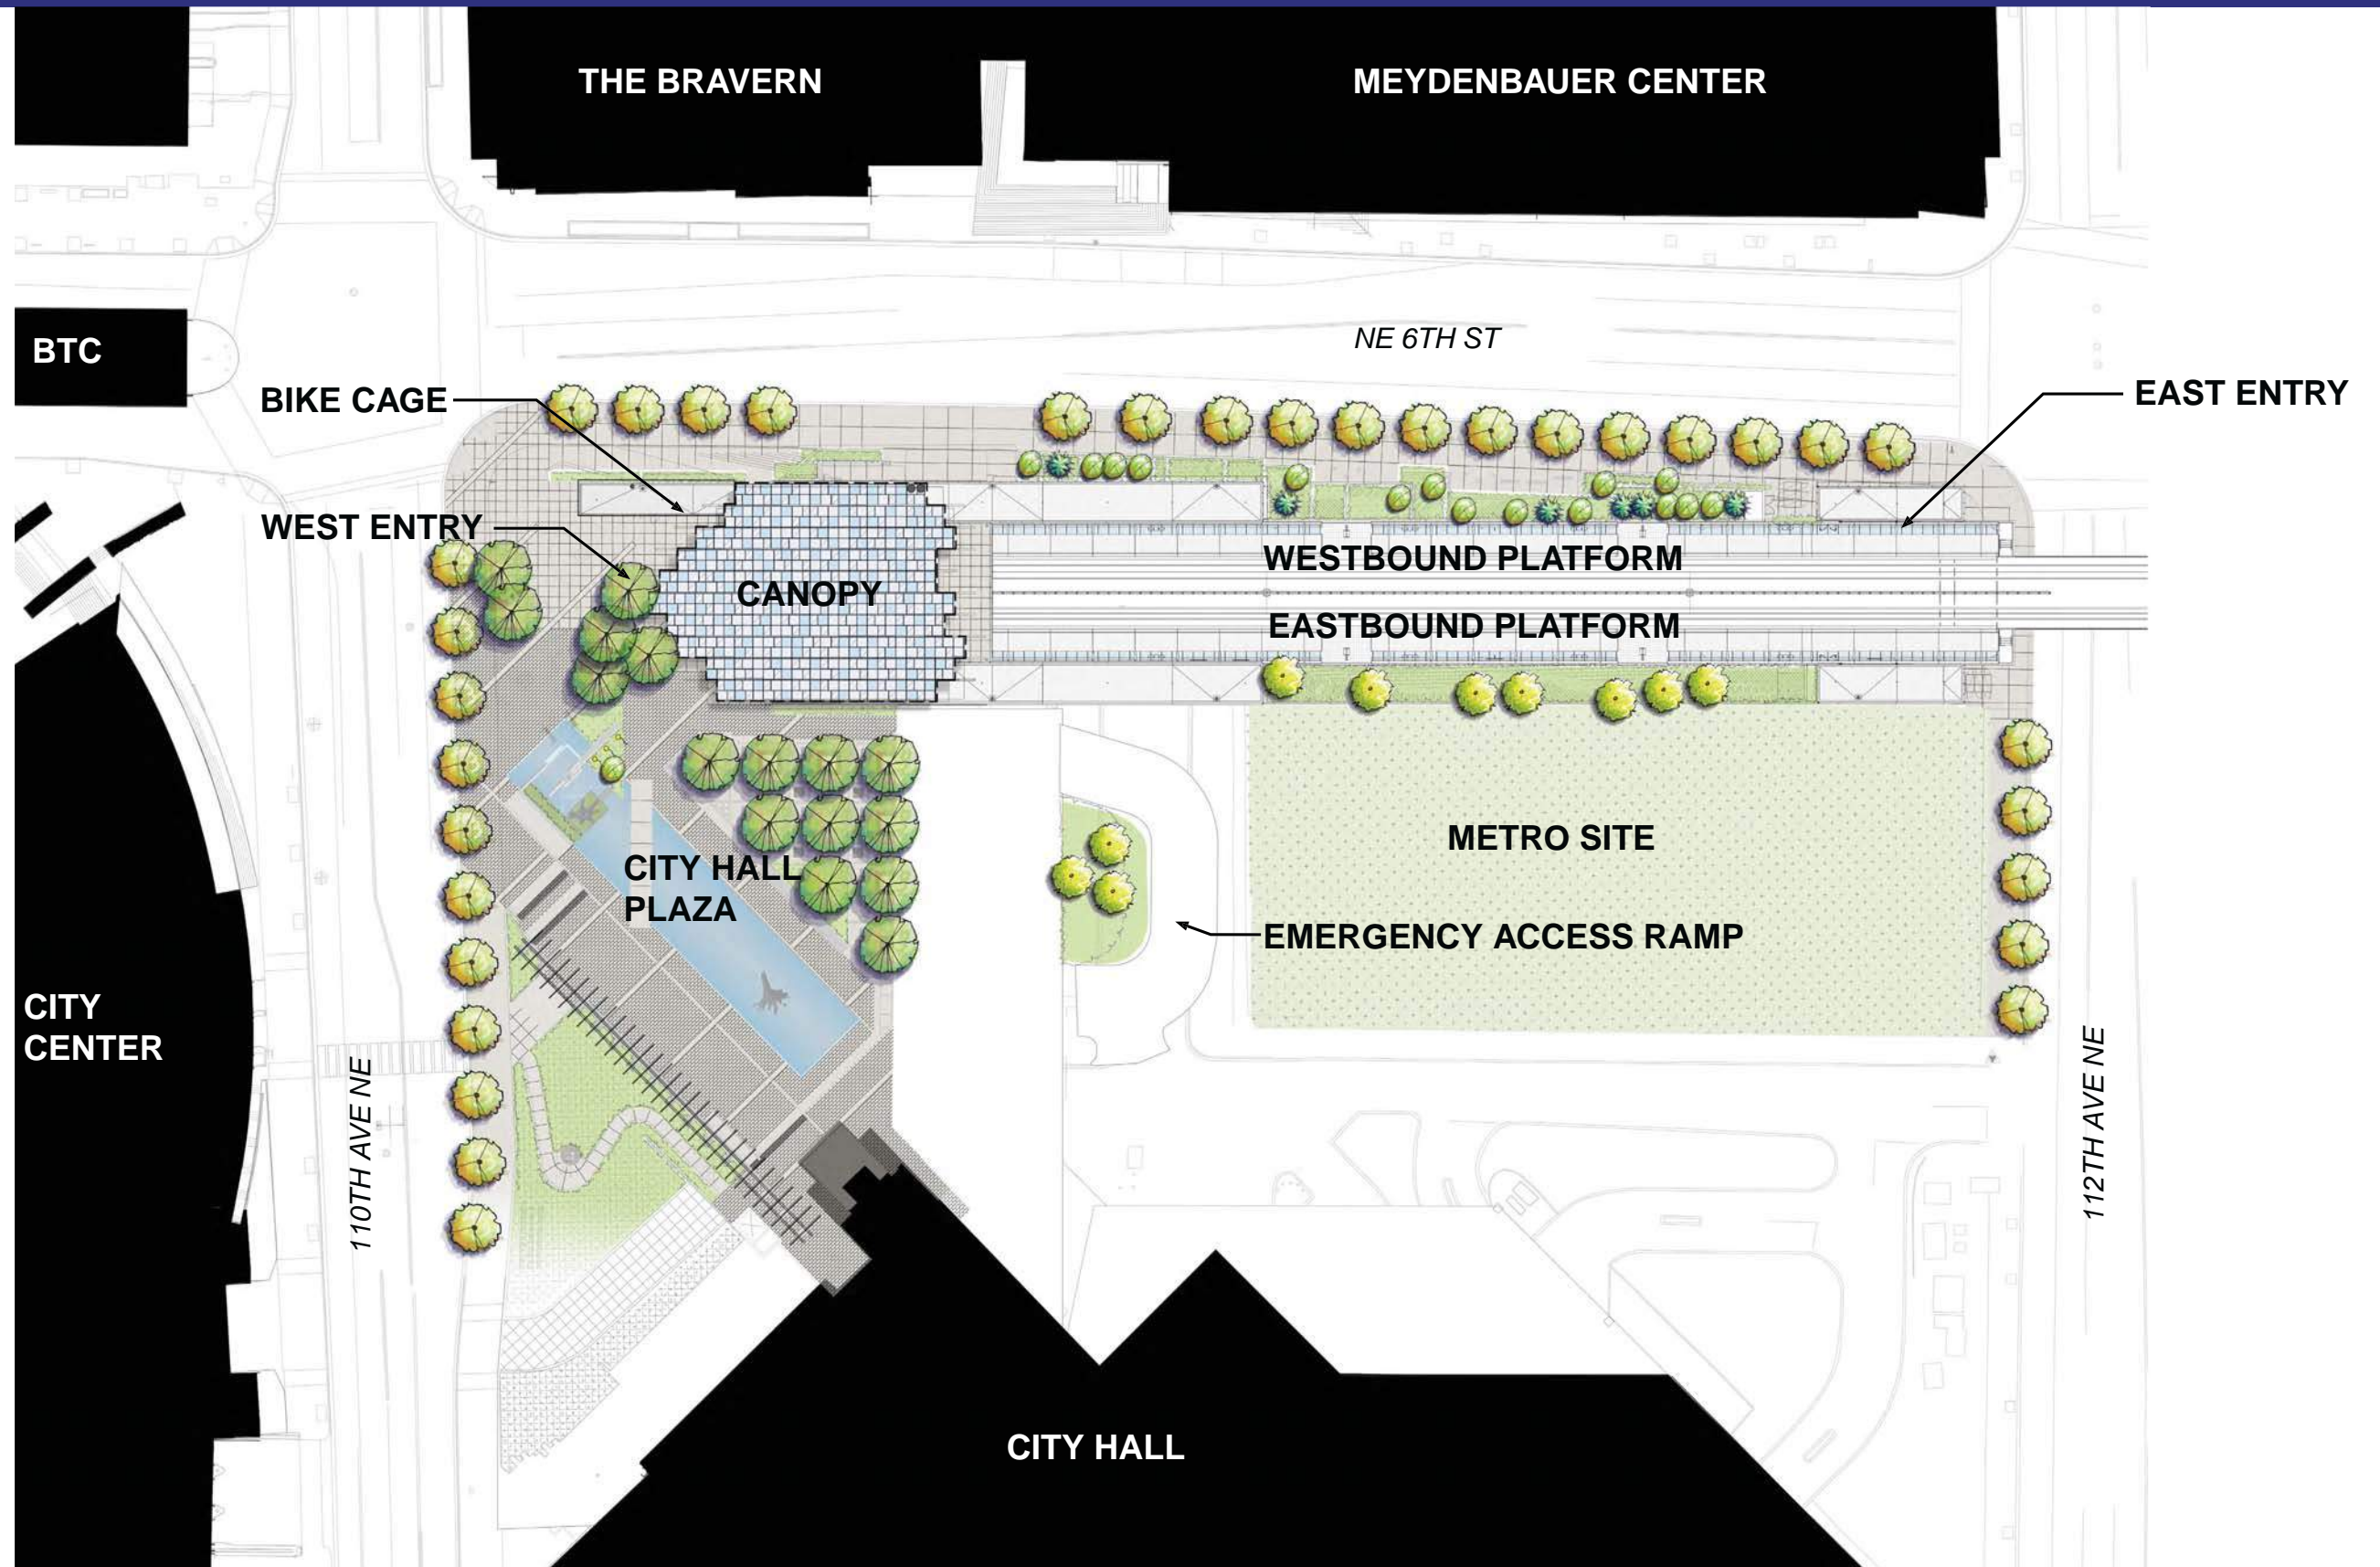 THE BRAVERN
MEYDENBAUER CENTER
BTC
NE 6TH ST
BIKE CAGE
EAST ENTRY
WEST ENTRY
WESTBOUND PLATFORM
CANOPY
EASTBOUND PLATFORM
METRO SITE
CITY HALL
PLAZA
EMERGENCY ACCESS RAMP
CITY
CENTER
110TH AVE NE
112TH AVE NE
CITY HALL